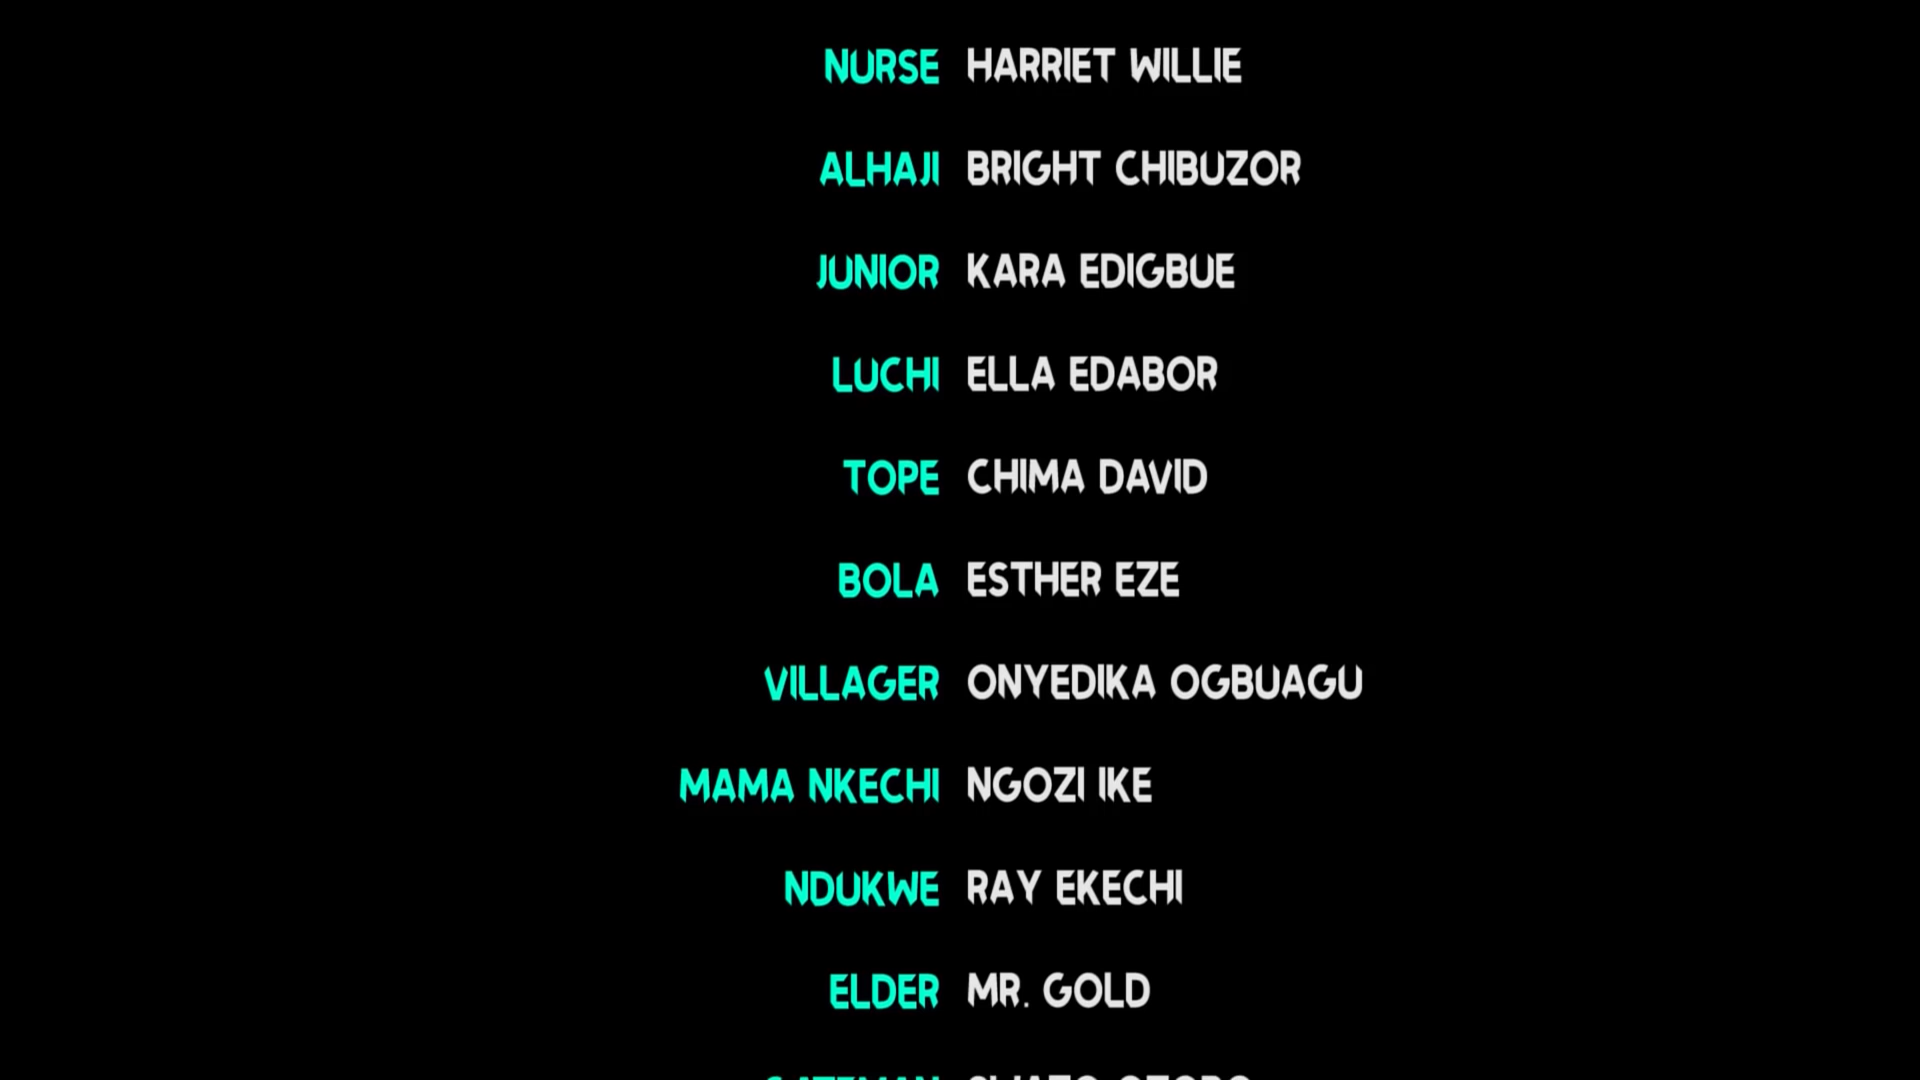 NURSE HARRIET WILLIE
ALHAJI BRIGHT CHIBUZOR
JUNIOR KARA EDIGBUE
LUCHI ELLA EDABOR
TOPE CHIMA DAVID
BOLA ESTHER EZE
VILLAGER ONYEDIKA OGBUAGU
MAMA NKECHI NGOZI IKE
NDUKWE RAY EKECHI
ELDER MR. GOLD